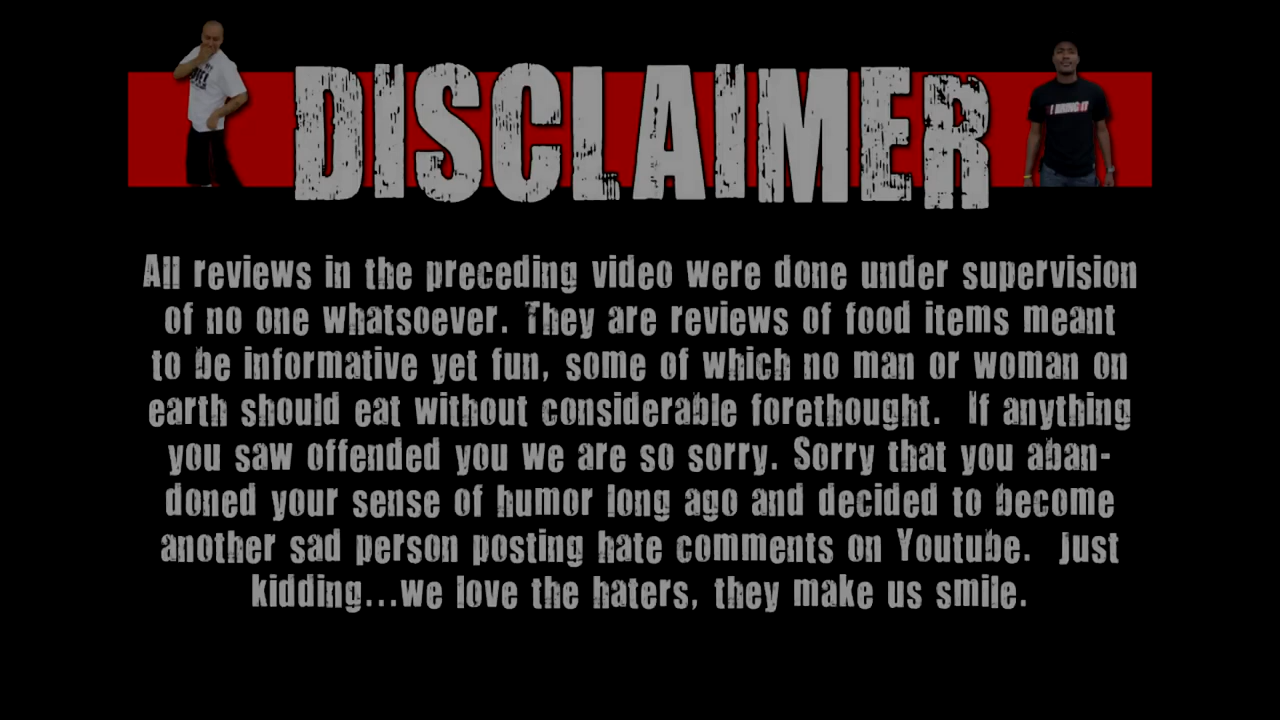 DISCLAIMER
I BRING IT
All reviews in the preceding video were done under supervision
of no one whatsoever. They are reviews of food items meant
to be informative yet fun, some of which no man or woman on
earth should eat without considerable forethought. If anything
you saw offended you we are so sorry. Sorry that you aban-
doned your sense of humor long ago and decided to become
another sad person posting hate comments on Youtube. Just
kidding...we love the haters, they make us smile.